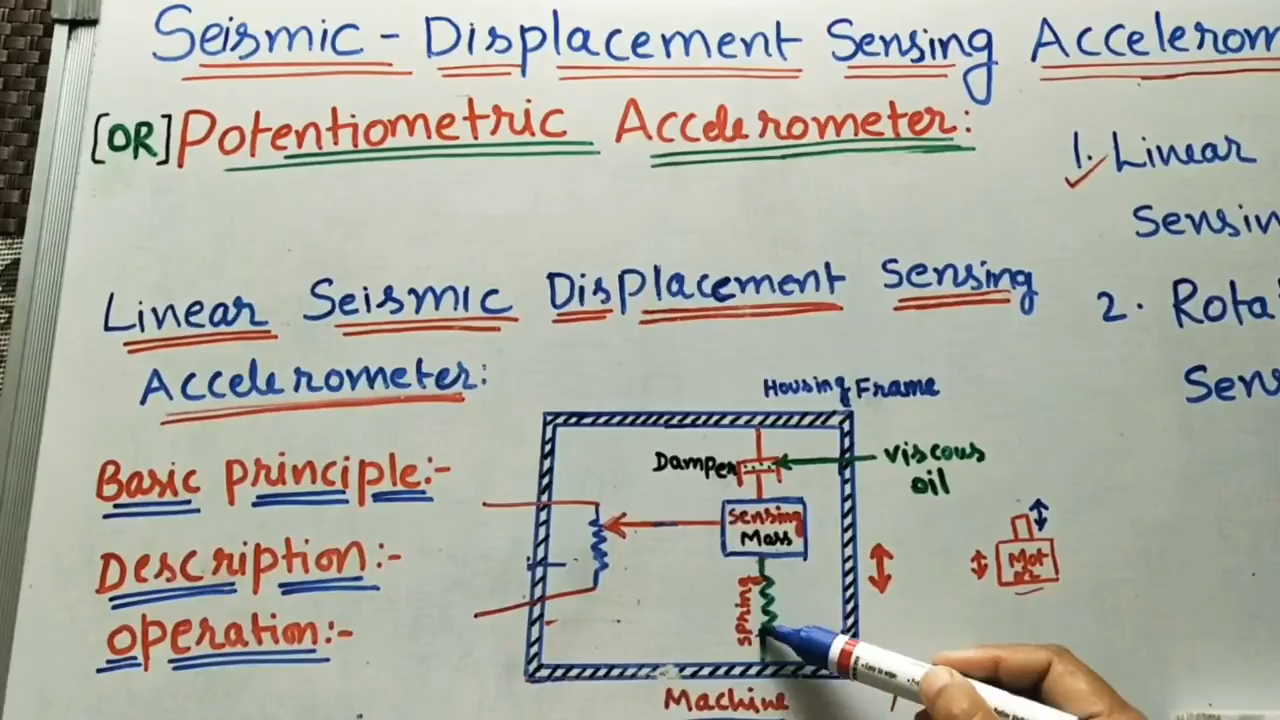 Seismic - Displacement Sensing Accelerom
[OR] Potentiometric Accelerometer:
1. Linear
Sensin
2. Rota
Sens
Linear Seismic Displacement Sensing
Accelerometer:
Basic principle:-
Description:-
operation:-
Housing Frame
Damper
viscous
oil
Sensing
Mass
spring
Machine